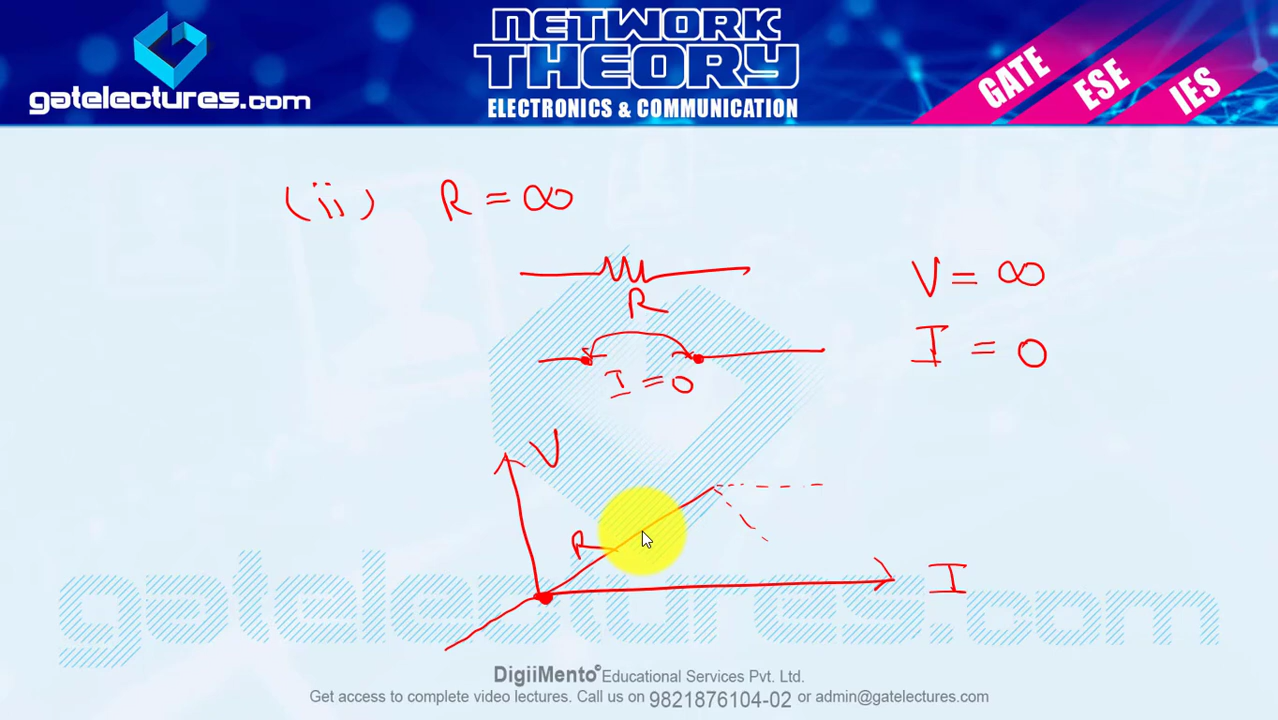 gatelectures.com
NETWORK
THEORY
ELECTRONICS & COMMUNICATION
GATE
ESE
IES
(ii) R = ∞
R
V = ∞
I = 0
I = 0
V
R
I
gatelectures.com
DigiiMento© Educational Services Pvt. Ltd.
Get access to complete video lectures. Call us on 9821876104-02 or admin@gatelectures.com